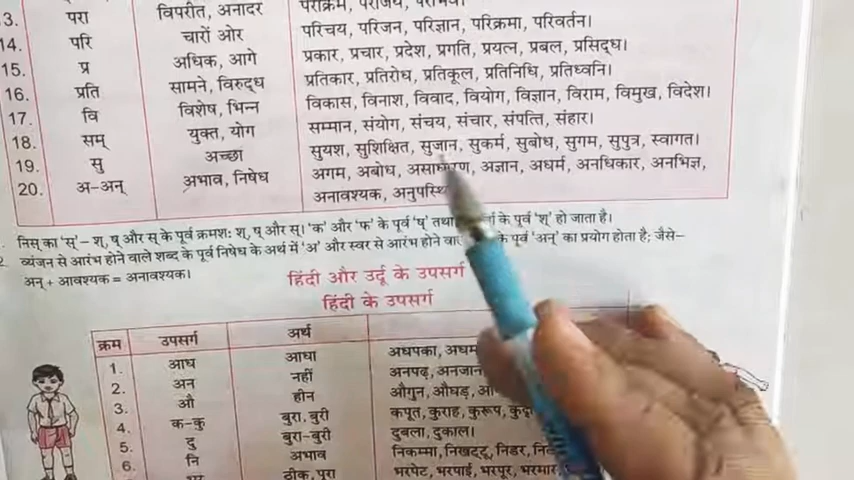 3. परा विपरीत, अनादर पराक्रम, पराजय, पराभव।
14. परि चारों ओर परिचय, परिजन, परिज्ञान, परिक्रमा, परिवर्तन।
15. प्र अधिक, आगे प्रकार, प्रचार, प्रदेश, प्रगति, प्रयत्न, प्रबल, प्रसिद्ध।
16. प्रति सामने, विरुद्ध प्रतिकार, प्रतिरोध, प्रतिकूल, प्रतिनिधि, प्रतिध्वनि।
17. वि विशेष, भिन्न विकास, विनाश, विवाद, वियोग, विज्ञान, विराम, विमुख, विदेश।
18. सम् युक्त, योग सम्मान, संयोग, संचय, संचार, संपत्ति, संहार।
19. सु अच्छा सुयश, सुशिक्षित, सुजान, सुकर्म, सुबोध, सुगम, सुपुत्र, स्वागत।
20. अ-अन् अभाव, निषेध अगम, अबोध, असाधारण, अज्ञान, अधर्म, अनधिकार, अनभिज्ञ,
अनावश्यक,
निस् का 'स्'– श्, ष् और स् के पूर्व क्रमशः श्, ष् और स्। 'क' और 'फ' के पूर्व 'ष्' के पूर्व 'श्' हो जाता है।
व्यंजन से आरंभ होने वाले शब्द के पूर्व निषेध के अर्थ में 'अ' और स्वर से आरंभ होने के पूर्व 'अन्' का प्रयोग होता है; जैसे–
अन् + आवश्यक = अनावश्यक।
हिंदी और उर्दू के उपसर्ग
हिंदी के उपसर्ग
क्रम उपसर्ग अर्थ
1. आध आधा अधपका,
2. अन नहीं अनपढ़, अनजान
3. औ हीन औगुन, औघड़,
4. क-कु बुरा, बुरी कपूत, कुराह, कुरूप,
5. दु बुरा-बुरी दुबला, दुकाल।
6. नि अभाव निकम्मा, निखट्टू, निडर,
ठीक, पूरा भरपेट, भरपाई, भरपूर,